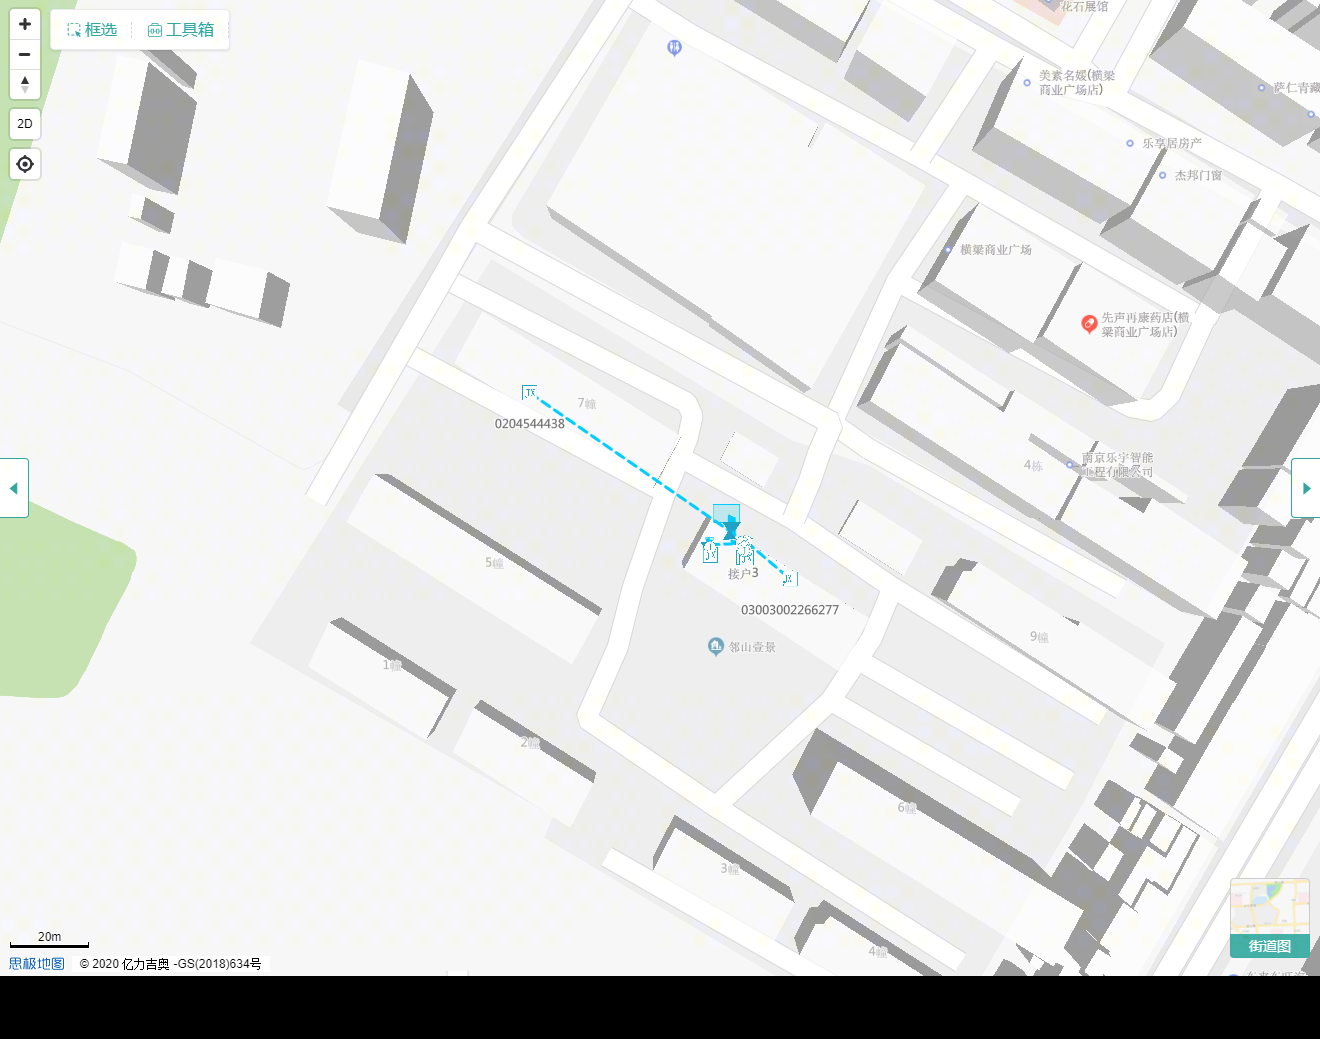 框选
工具箱
2D
花石展馆
美素名媛(横梁
商业广场店)
萨仁青藏
乐享居房产
杰邦门窗
横梁商业广场
先声再康药店(横
梁商业广场店)
7幢
0204544438
4栋
南京乐宇智能
工程有限公司
5幢
接户3
03003002266277
邻山壹景
9幢
1幢
2幢
6幢
3幢
4幢
20m
街道图
思极地图
© 2020 亿力吉奥 -GS(2018)634号